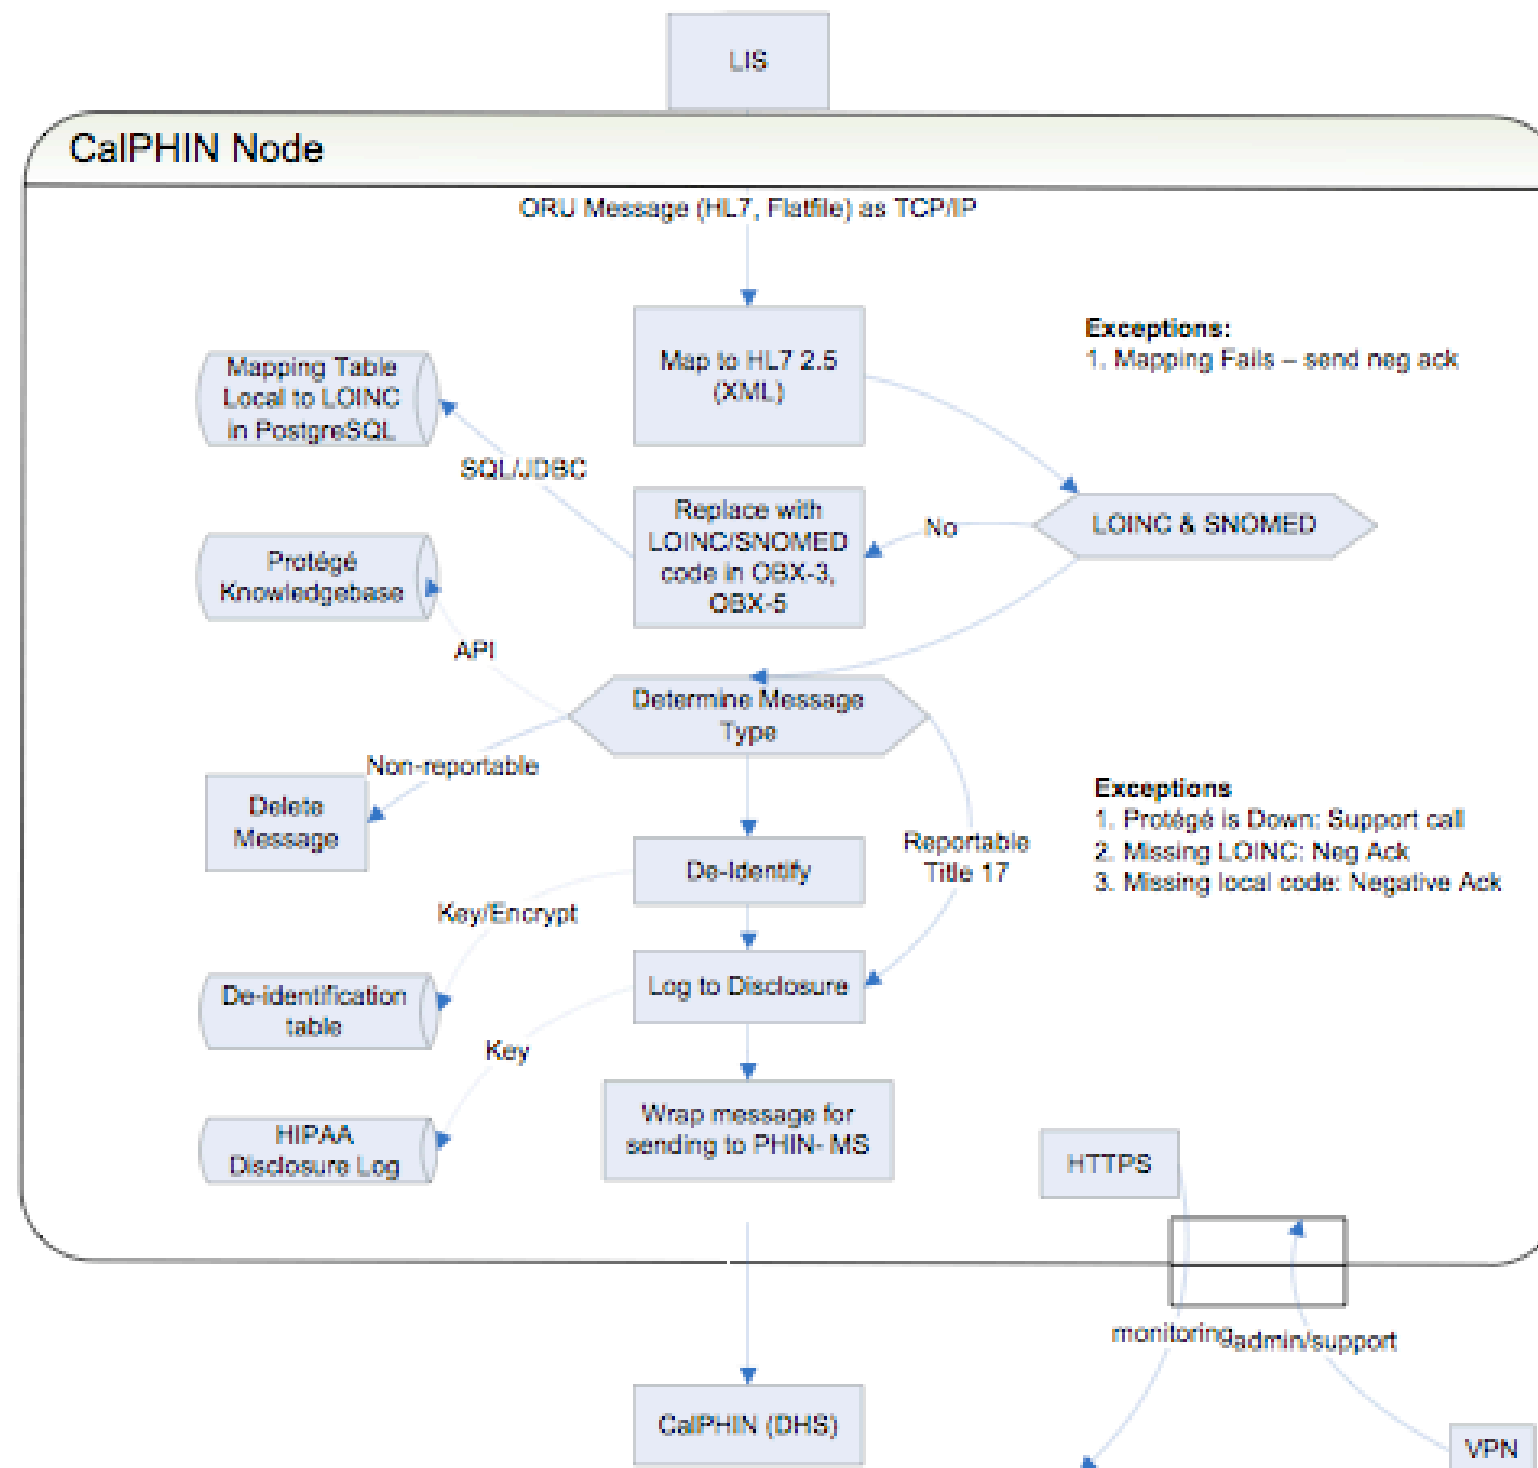 LIS
CalPHIN Node
ORU Message (HL7, Flatfile) as TCP/IP
Map to HL7 2.5
(XML)
Exceptions:
1. Mapping Fails – send neg ack
Mapping Table
Local to LOINC
in PostgreSQL
SQL/JDBC
Replace with
LOINC/SNOMED
code in OBX-3,
OBX-5
No
LOINC & SNOMED
Protégé
Knowledgebase
API
Determine Message
Type
Non-reportable
Delete
Message
Exceptions
1. Protégé is Down: Support call
2. Missing LOINC: Neg Ack
3. Missing local code: Negative Ack
Reportable
Title 17
De-Identify
Key/Encrypt
De-identification
table
Log to Disclosure
Key
Wrap message for
sending to PHIN- MS
HIPAA
Disclosure Log
HTTPS
monitoring
admin/support
CalPHIN (DHS)
VPN